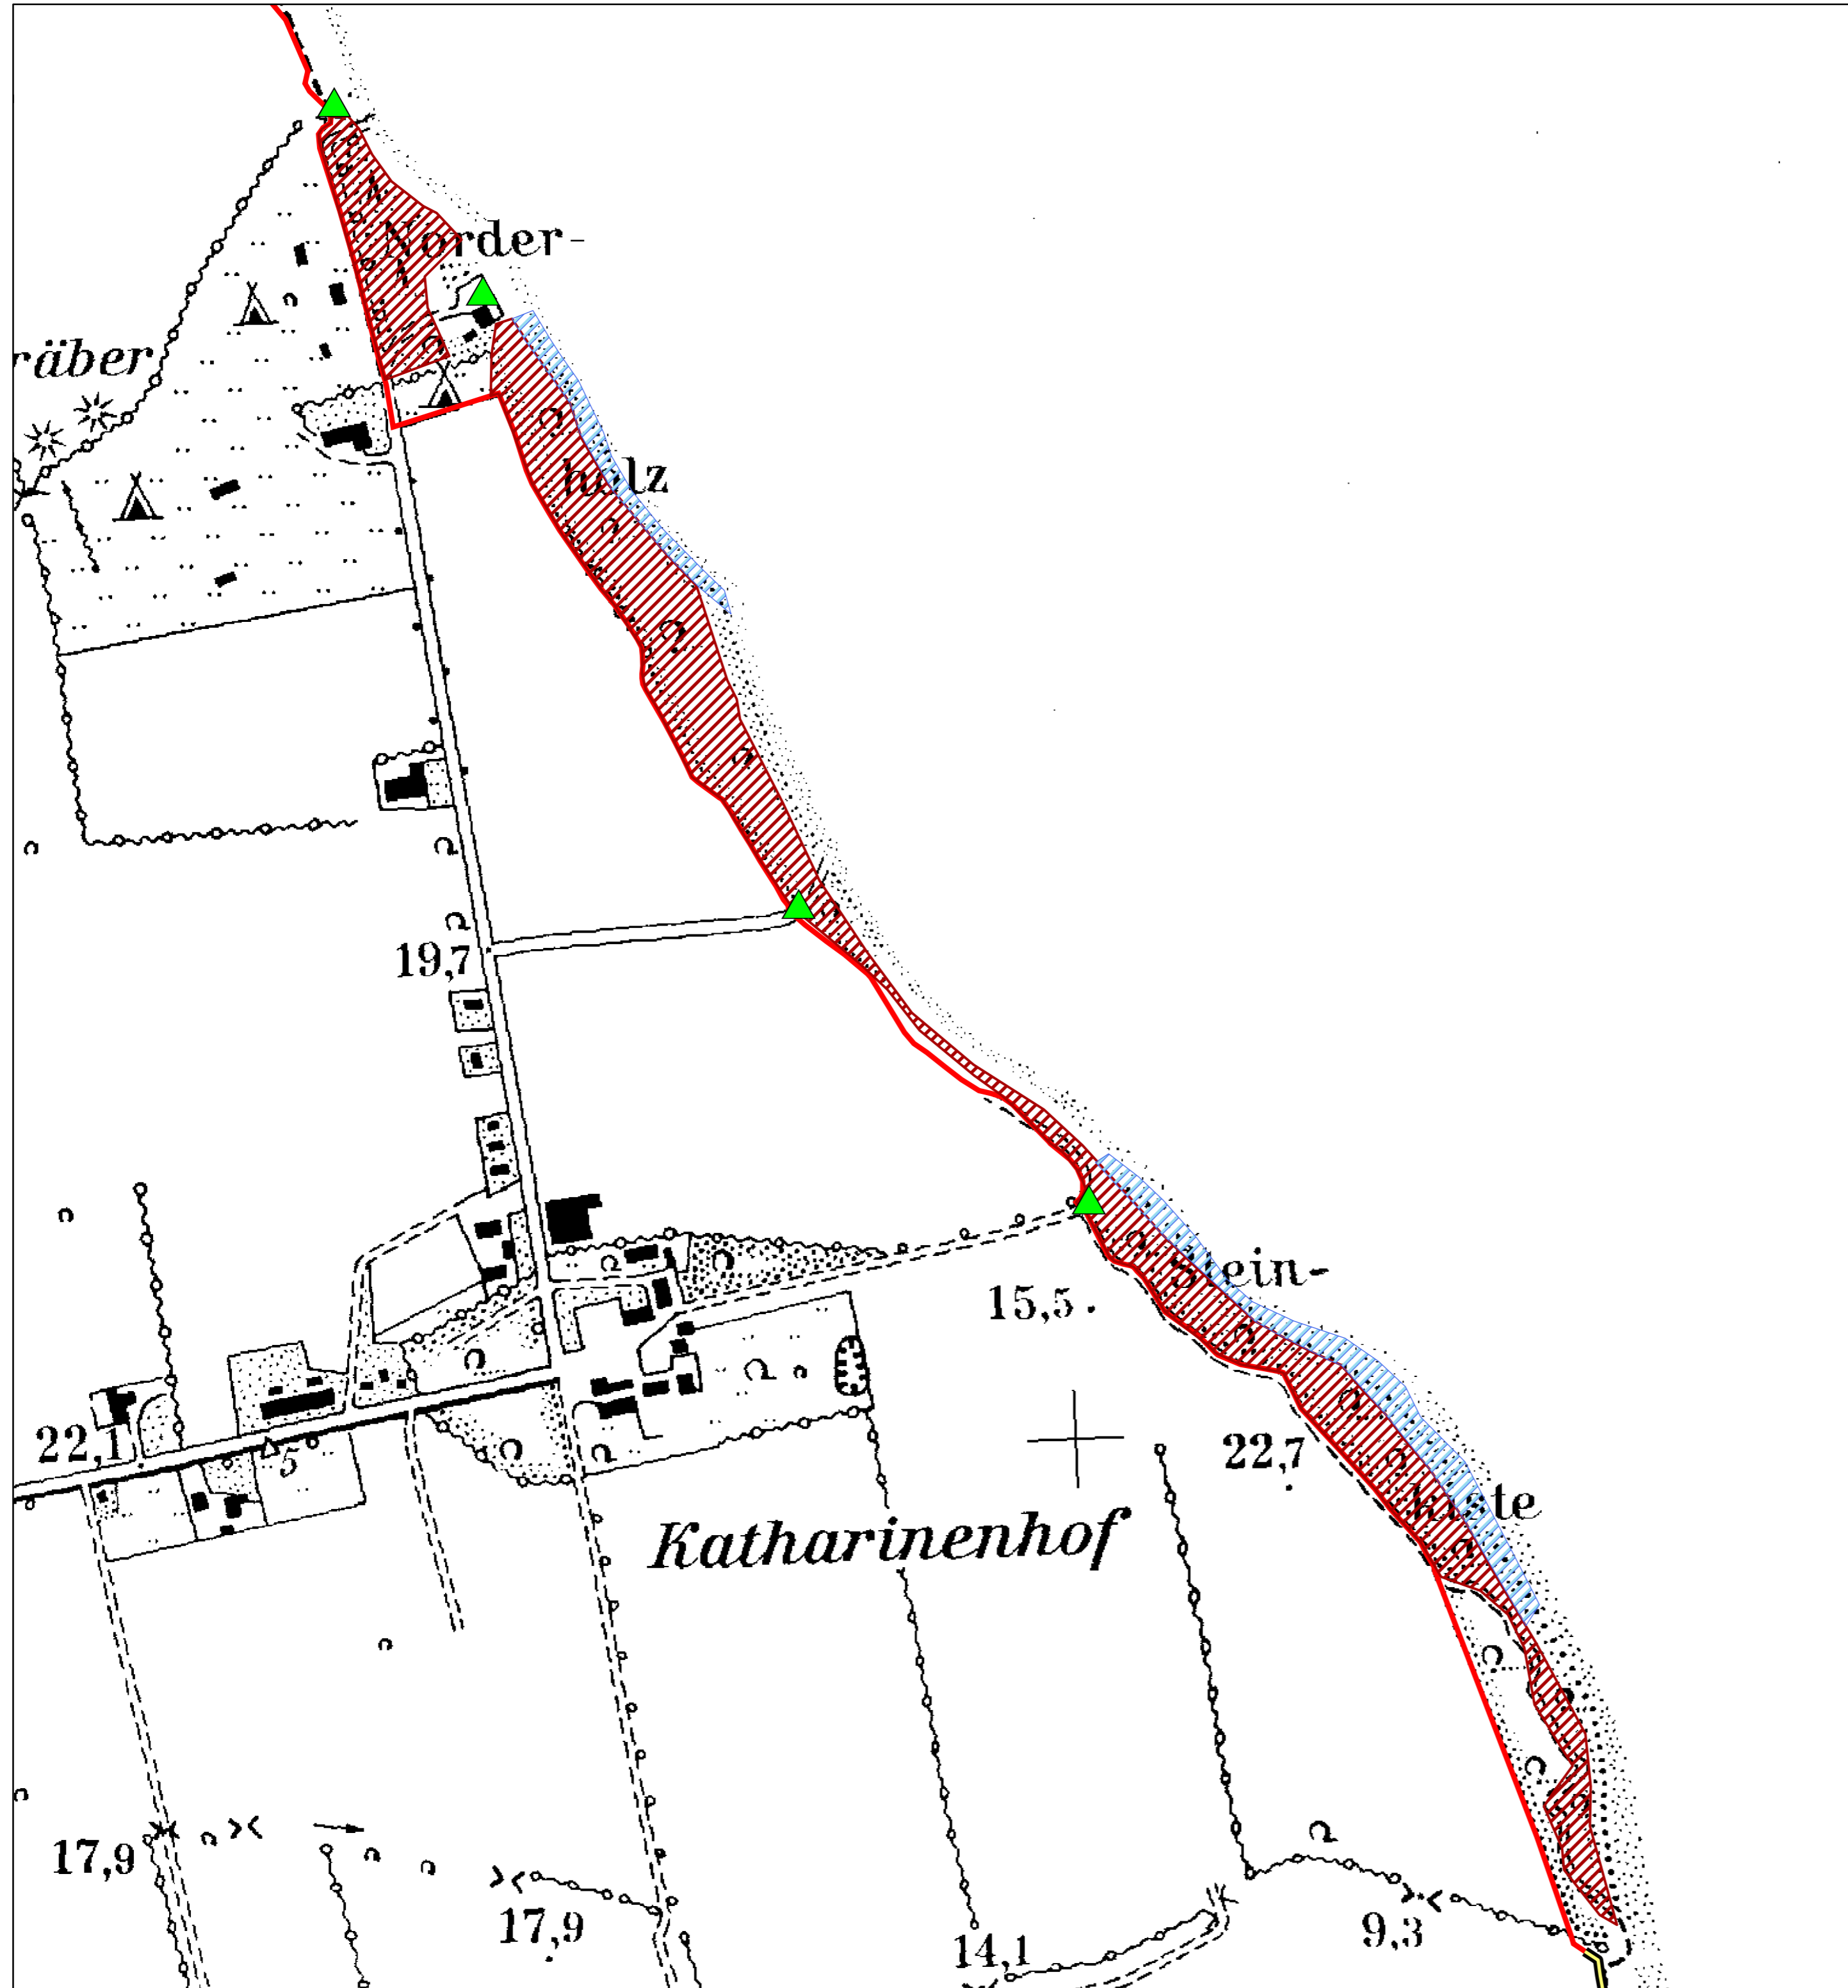 Norder-
räber
holz
19,7
Stein-
15,5
22,1
5
22,7
küste
Katharinenhof
17,9
17,9
14,1
9,3